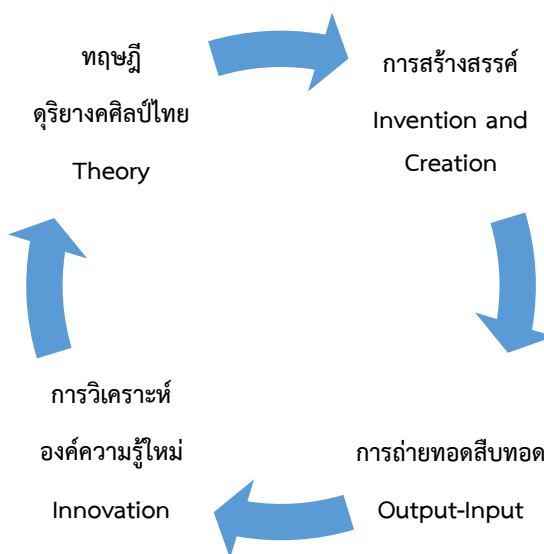 ทฤษฎี
ดุริยางคศิลป์ไทย
Theory
การสร้างสรรค์
Invention and
Creation
การถ่ายทอดสืบทอด
Output-Input
การวิเคราะห์
องค์ความรู้ใหม่
Innovation